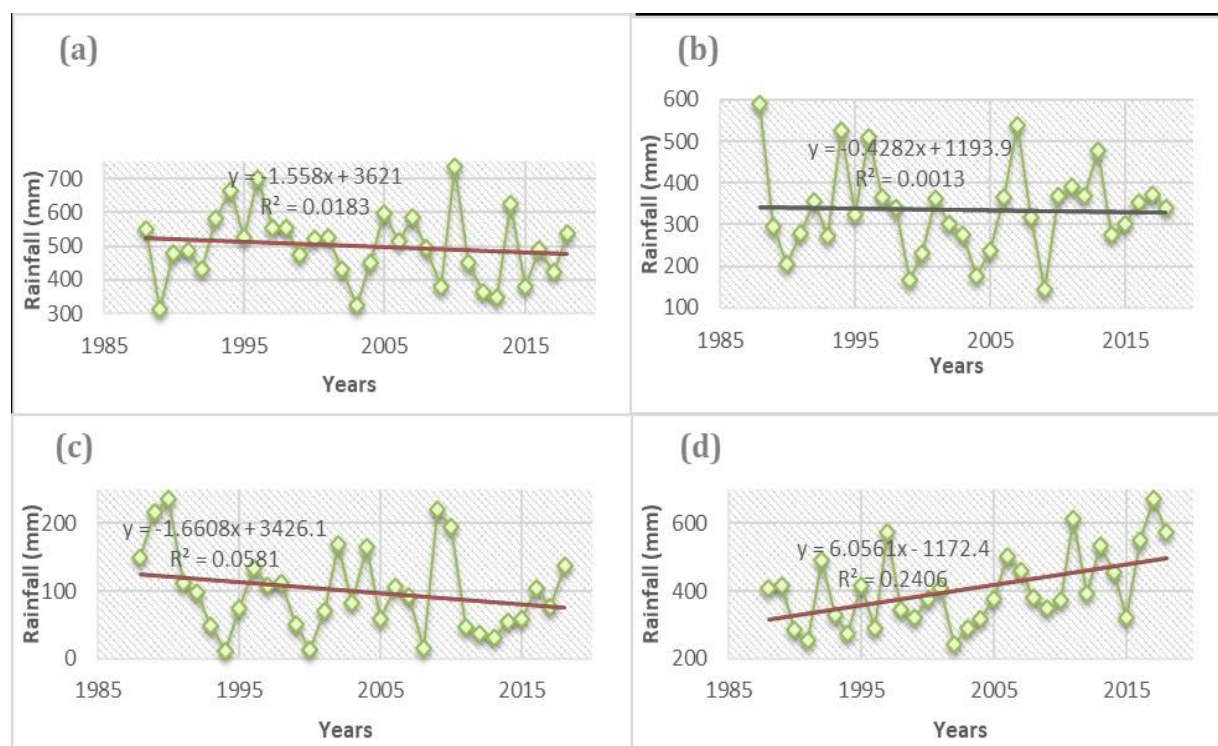 (a)
Rainfall (mm)
700
600
500
400
300
y = -1.558x + 3621
R² = 0.0183
1985
1995
2005
2015
Years
(b)
Rainfall (mm)
600
500
400
300
200
100
y = -0.4282x + 1193.9
R² = 0.0013
1985
1995
2005
2015
Years
(c)
Rainfall (mm)
200
100
0
y = -1.6608x + 3426.1
R² = 0.0581
1985
1995
2005
2015
Years
(d)
Rainfall (mm)
600
400
200
y = 6.0561x - 1172.4
R² = 0.2406
1985
1995
2005
2015
Years